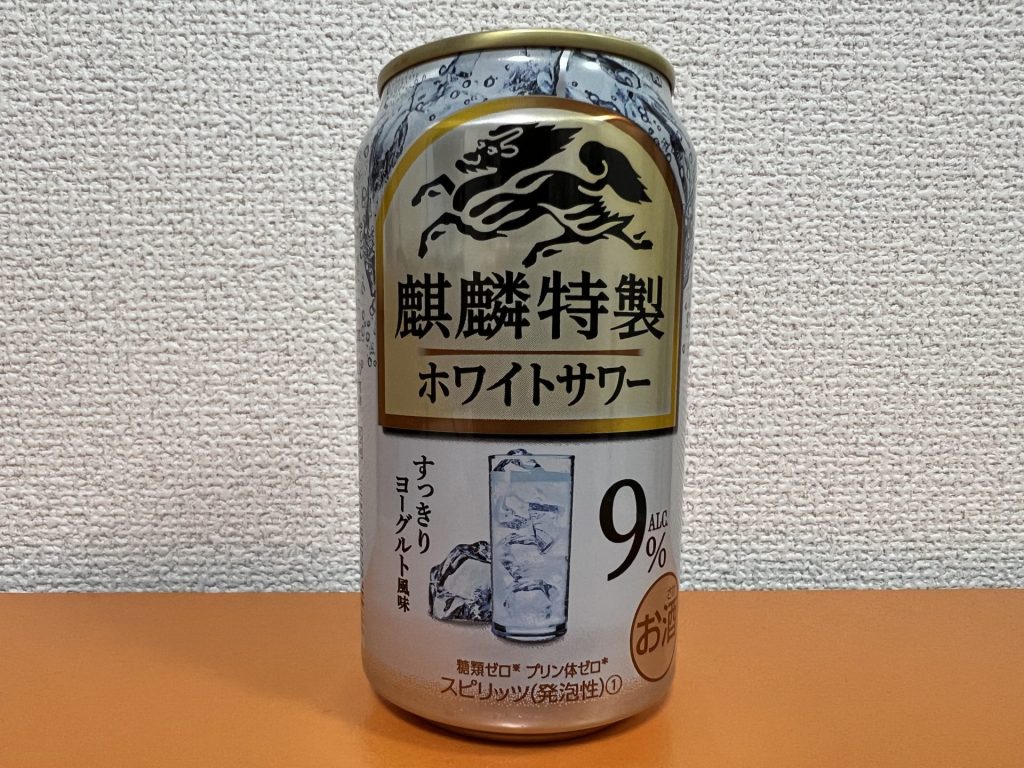 麒麟特製
ホワイトサワー
すっきり
ヨーグルト風味
9%
ALC.
お酒
糖類ゼロ※ プリン体ゼロ※
スピリッツ(発泡性)①